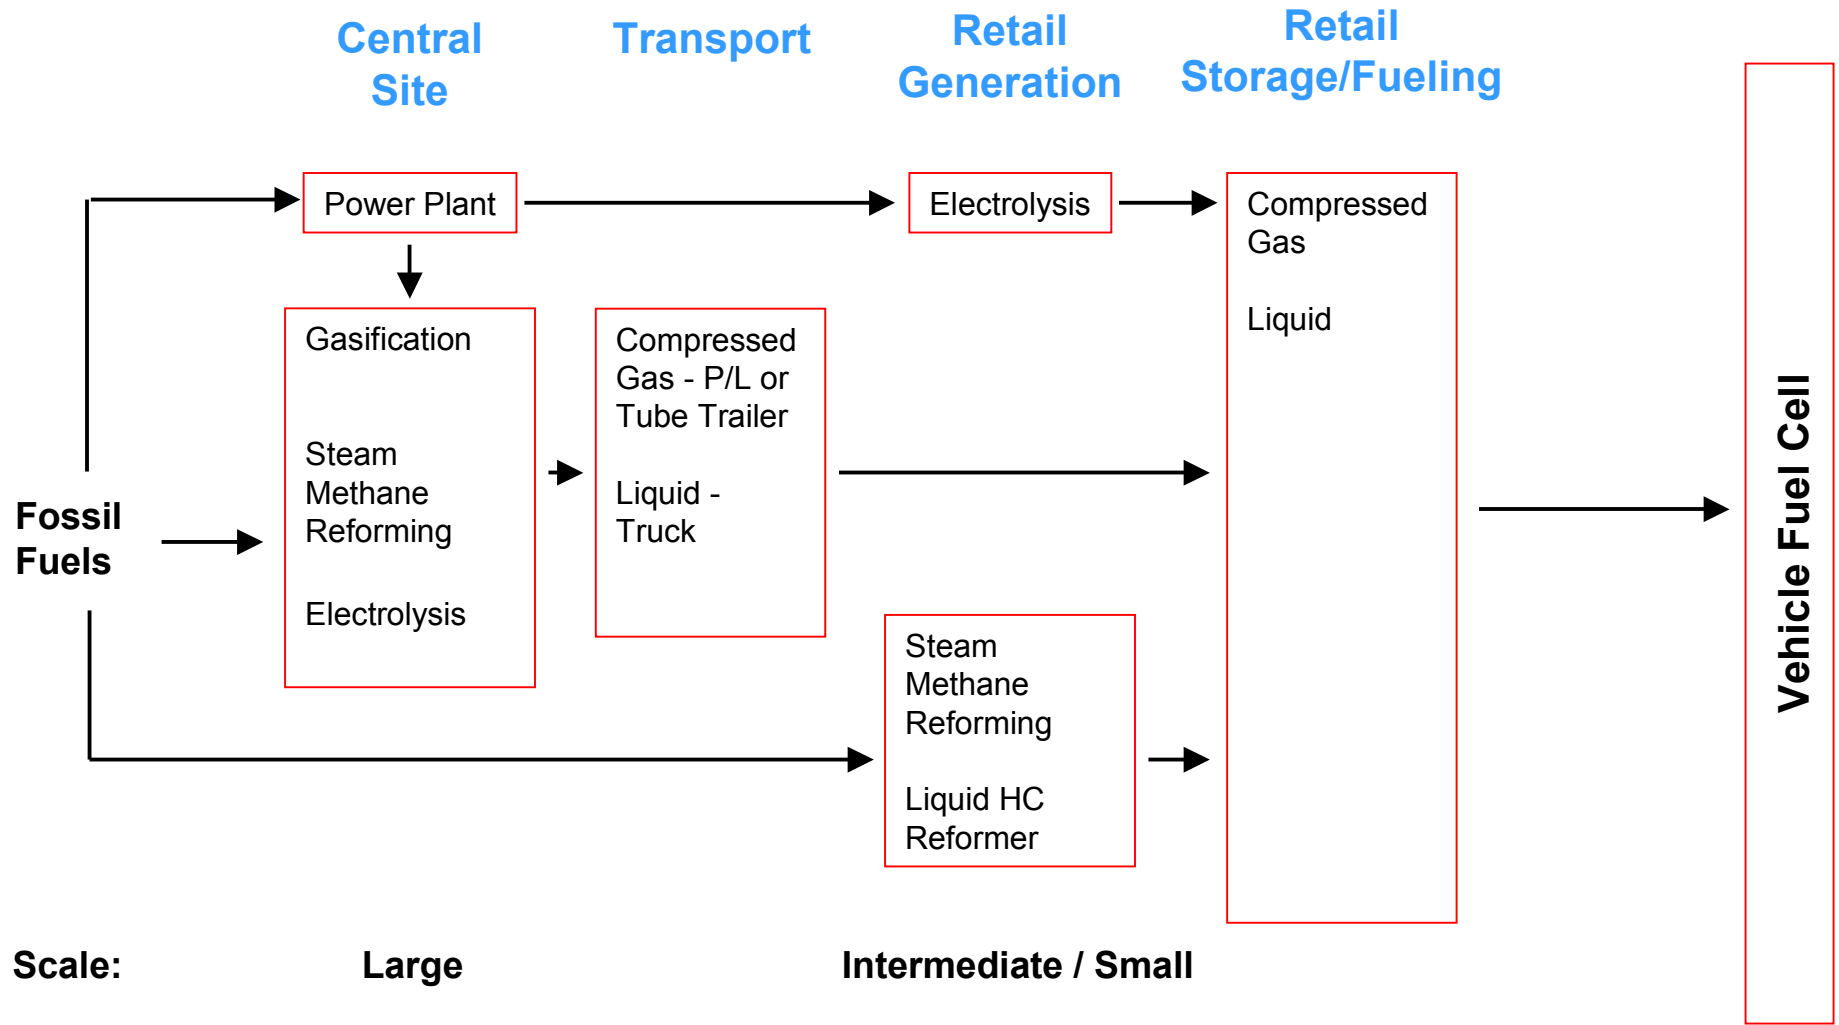 Central
Site
Transport
Retail
Generation
Retail
Storage/Fueling
Power Plant
Electrolysis
Compressed
Gas
Liquid
Gasification
Steam
Methane
Reforming
Electrolysis
Compressed
Gas - P/L or
Tube Trailer
Liquid -
Truck
Fossil
Fuels
Steam
Methane
Reforming
Liquid HC
Reformer
Vehicle Fuel Cell
Scale:
Large
Intermediate / Small